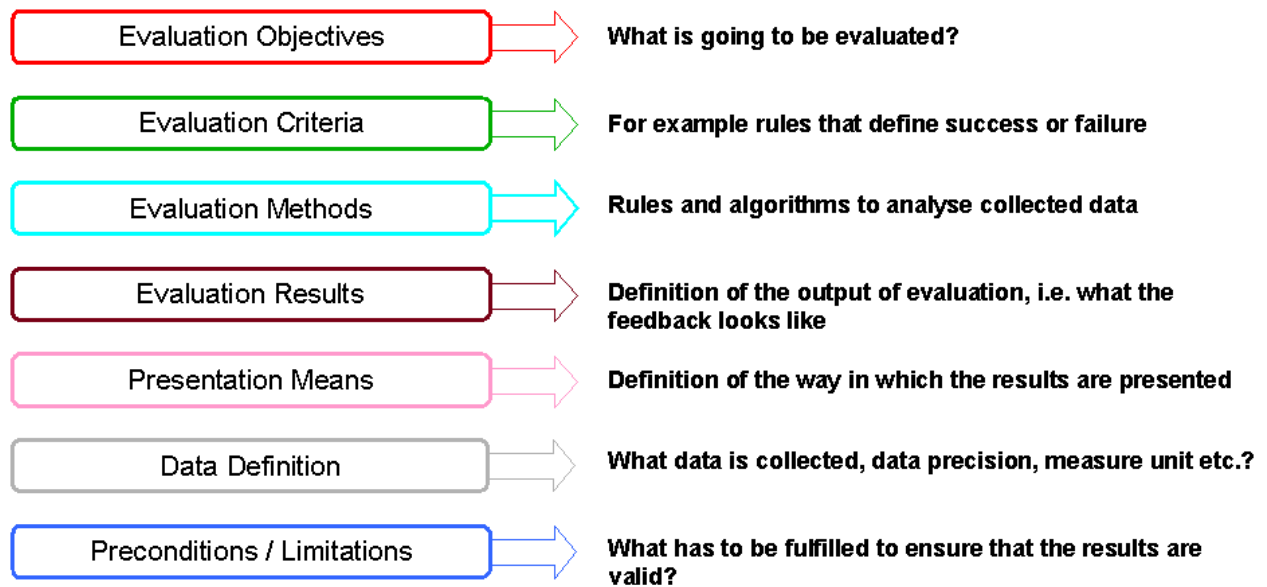 Evaluation Objectives
What is going to be evaluated?
Evaluation Criteria
For example rules that define success or failure
Evaluation Methods
Rules and algorithms to analyse collected data
Evaluation Results
Definition of the output of evaluation, i.e. what the
feedback looks like
Presentation Means
Definition of the way in which the results are presented
Data Definition
What data is collected, data precision, measure unit etc.?
Preconditions / Limitations
What has to be fulfilled to ensure that the results are
valid?